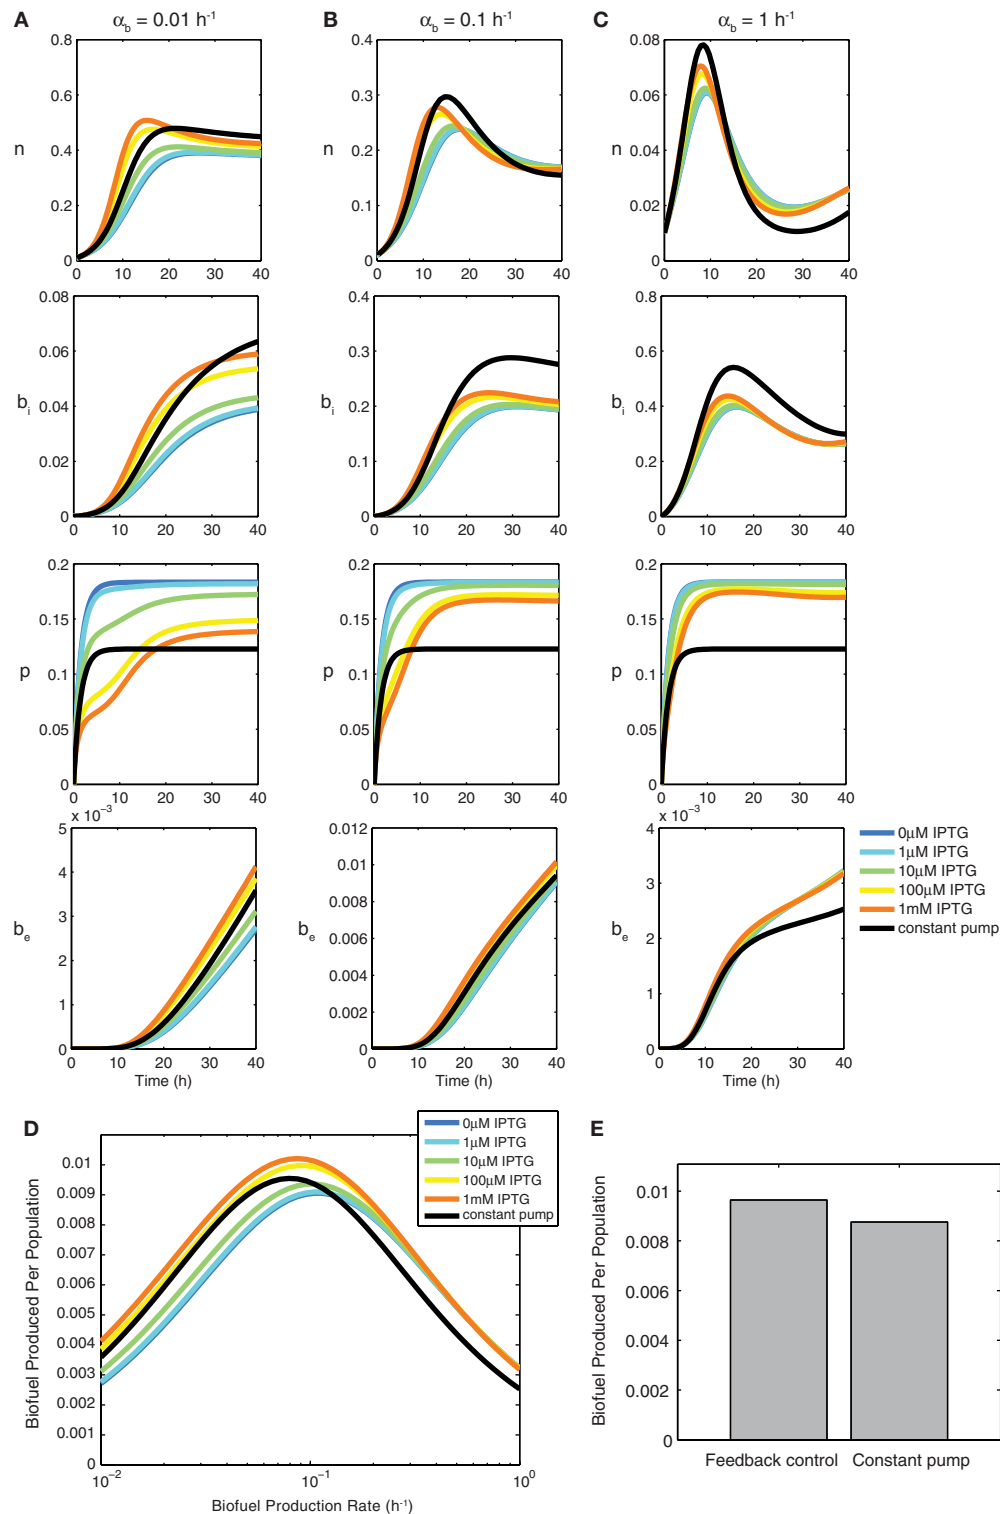 A
α_b = 0.01 h⁻¹
B
α_b = 0.1 h⁻¹
C
α_b = 1 h⁻¹
0.8
0.6
n
0.4
0.2
0
0 10 20 30 40
0.4
0.3
n
0.2
0.1
0
0 10 20 30 40
0.08
0.06
n
0.04
0.02
0
0 10 20 30 40
0.08
0.06
b_i
0.04
0.02
0
0 10 20 30 40
0.4
0.3
b_i
0.2
0.1
0
0 10 20 30 40
0.8
0.6
b_i
0.4
0.2
0
0 10 20 30 40
0.2
0.15
p
0.1
0.05
0
0 10 20 30 40
0.2
0.15
p
0.1
0.05
0
0 10 20 30 40
0.2
0.15
p
0.1
0.05
0
0 10 20 30 40
x 10⁻³
5
4
3
b_e
2
1
0
0 10 20 30 40
Time (h)
0.012
0.01
0.008
b_e
0.006
0.004
0.002
0
0 10 20 30 40
Time (h)
x 10⁻³
4
3
b_e
2
1
0
0 10 20 30 40
Time (h)
0μM IPTG
1μM IPTG
10μM IPTG
100μM IPTG
1mM IPTG
constant pump
D
0μM IPTG
1μM IPTG
10μM IPTG
100μM IPTG
1mM IPTG
constant pump
Biofuel Produced Per Population
0.01
0.009
0.008
0.007
0.006
0.005
0.004
0.003
0.002
0.001
0
10⁻² 10⁻¹ 10⁰
Biofuel Production Rate (h⁻¹)
E
Biofuel Produced Per Population
0.01
0.008
0.006
0.004
0.002
0
Feedback control Constant pump